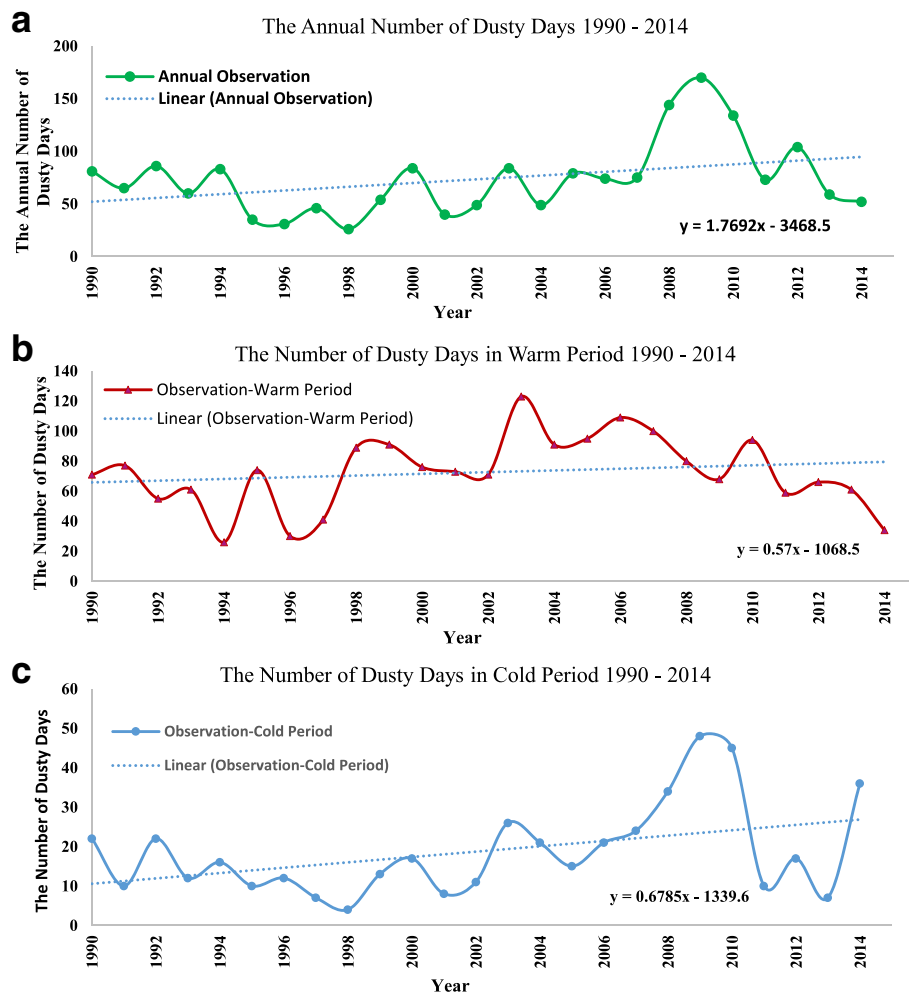 a
The Annual Number of Dusty Days 1990 - 2014
The Annual Number of
Dusty Days
200
150
100
50
0
Annual Observation
Linear (Annual Observation)
y = 1.7692x - 3468.5
1990 1992 1994 1996 1998 2000 2002 2004 2006 2008 2010 2012 2014
Year
b
The Number of Dusty Days in Warm Period 1990 - 2014
The Number of Dusty Days
140
120
100
80
60
40
20
0
Observation-Warm Period
Linear (Observation-Warm Period)
y = 0.57x - 1068.5
1990 1992 1994 1996 1998 2000 2002 2004 2006 2008 2010 2012 2014
Year
c
The Number of Dusty Days in Cold Period 1990 - 2014
The Number of Dusty Days
60
50
40
30
20
10
0
Observation-Cold Period
Linear (Observation-Cold Period)
y = 0.6785x - 1339.6
1990 1992 1994 1996 1998 2000 2002 2004 2006 2008 2010 2012 2014
Year